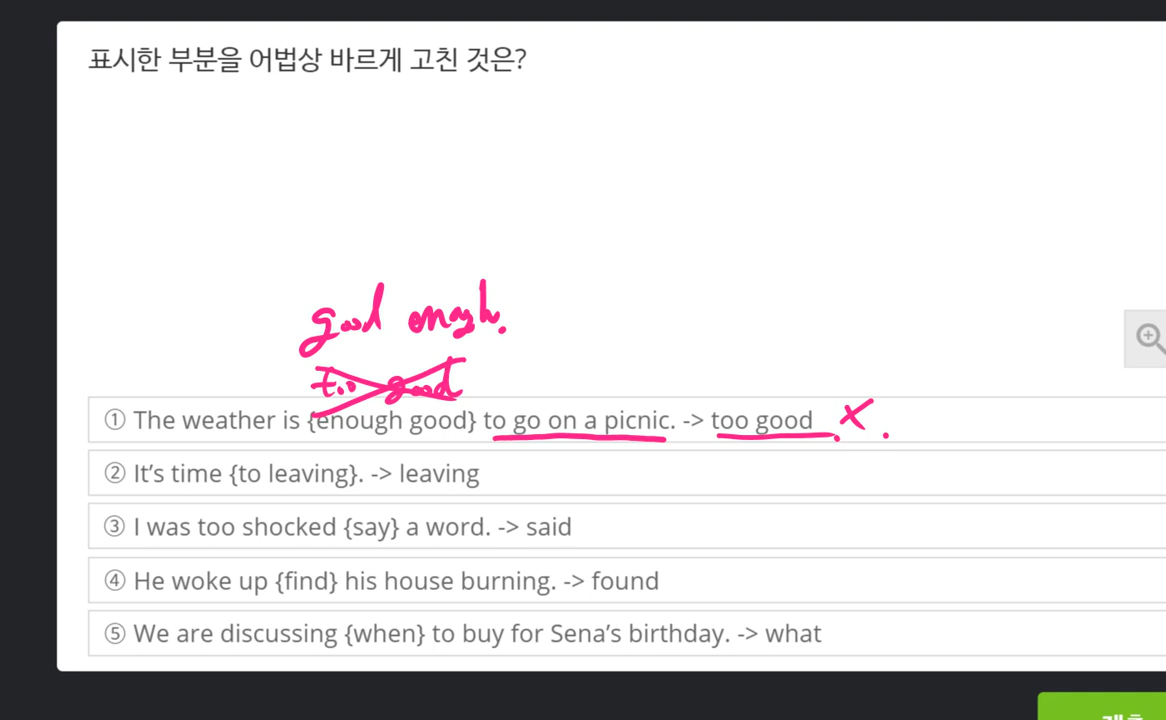 표시한 부분을 어법상 바르게 고친 것은?
good enough.
too good
① The weather is {enough good} to go on a picnic. -> too good X.
② It’s time {to leaving}. -> leaving
③ I was too shocked {say} a word. -> said
④ He woke up {find} his house burning. -> found
⑤ We are discussing {when} to buy for Sena’s birthday. -> what